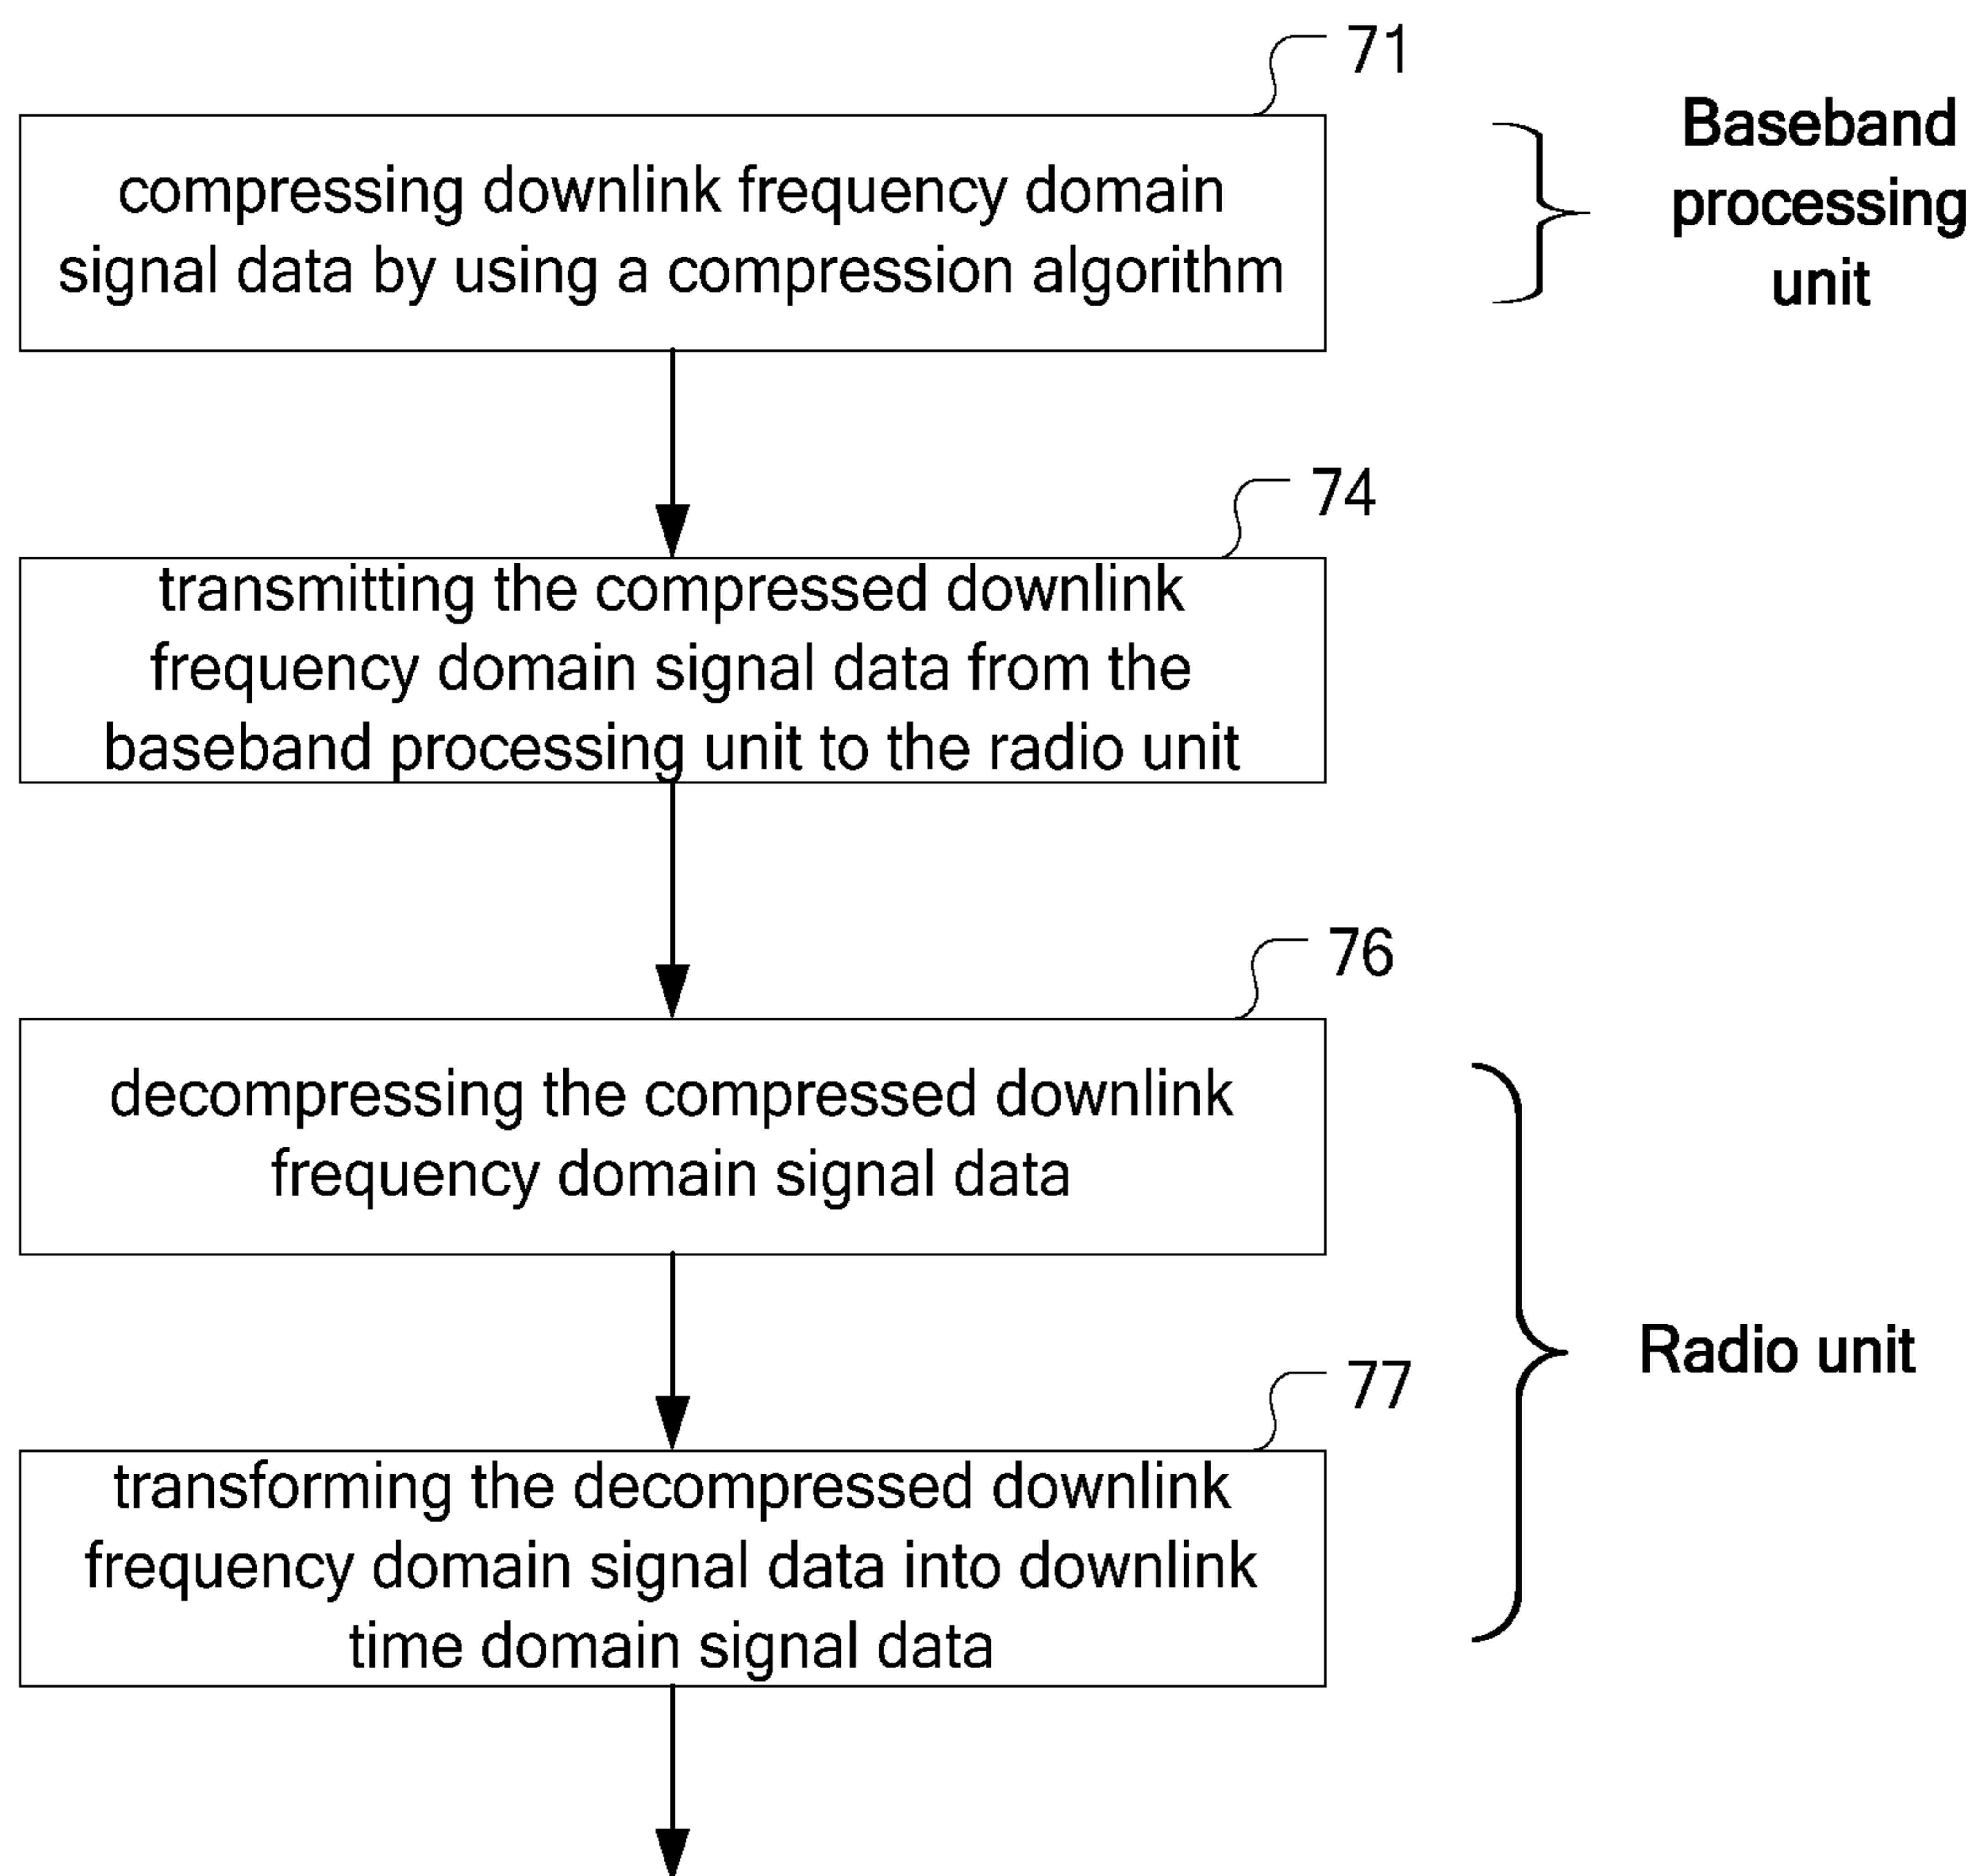 71
compressing downlink frequency domain
signal data by using a compression algorithm
Baseband
processing
unit
74
transmitting the compressed downlink
frequency domain signal data from the
baseband processing unit to the radio unit
76
decompressing the compressed downlink
frequency domain signal data
Radio unit
77
transforming the decompressed downlink
frequency domain signal data into downlink
time domain signal data